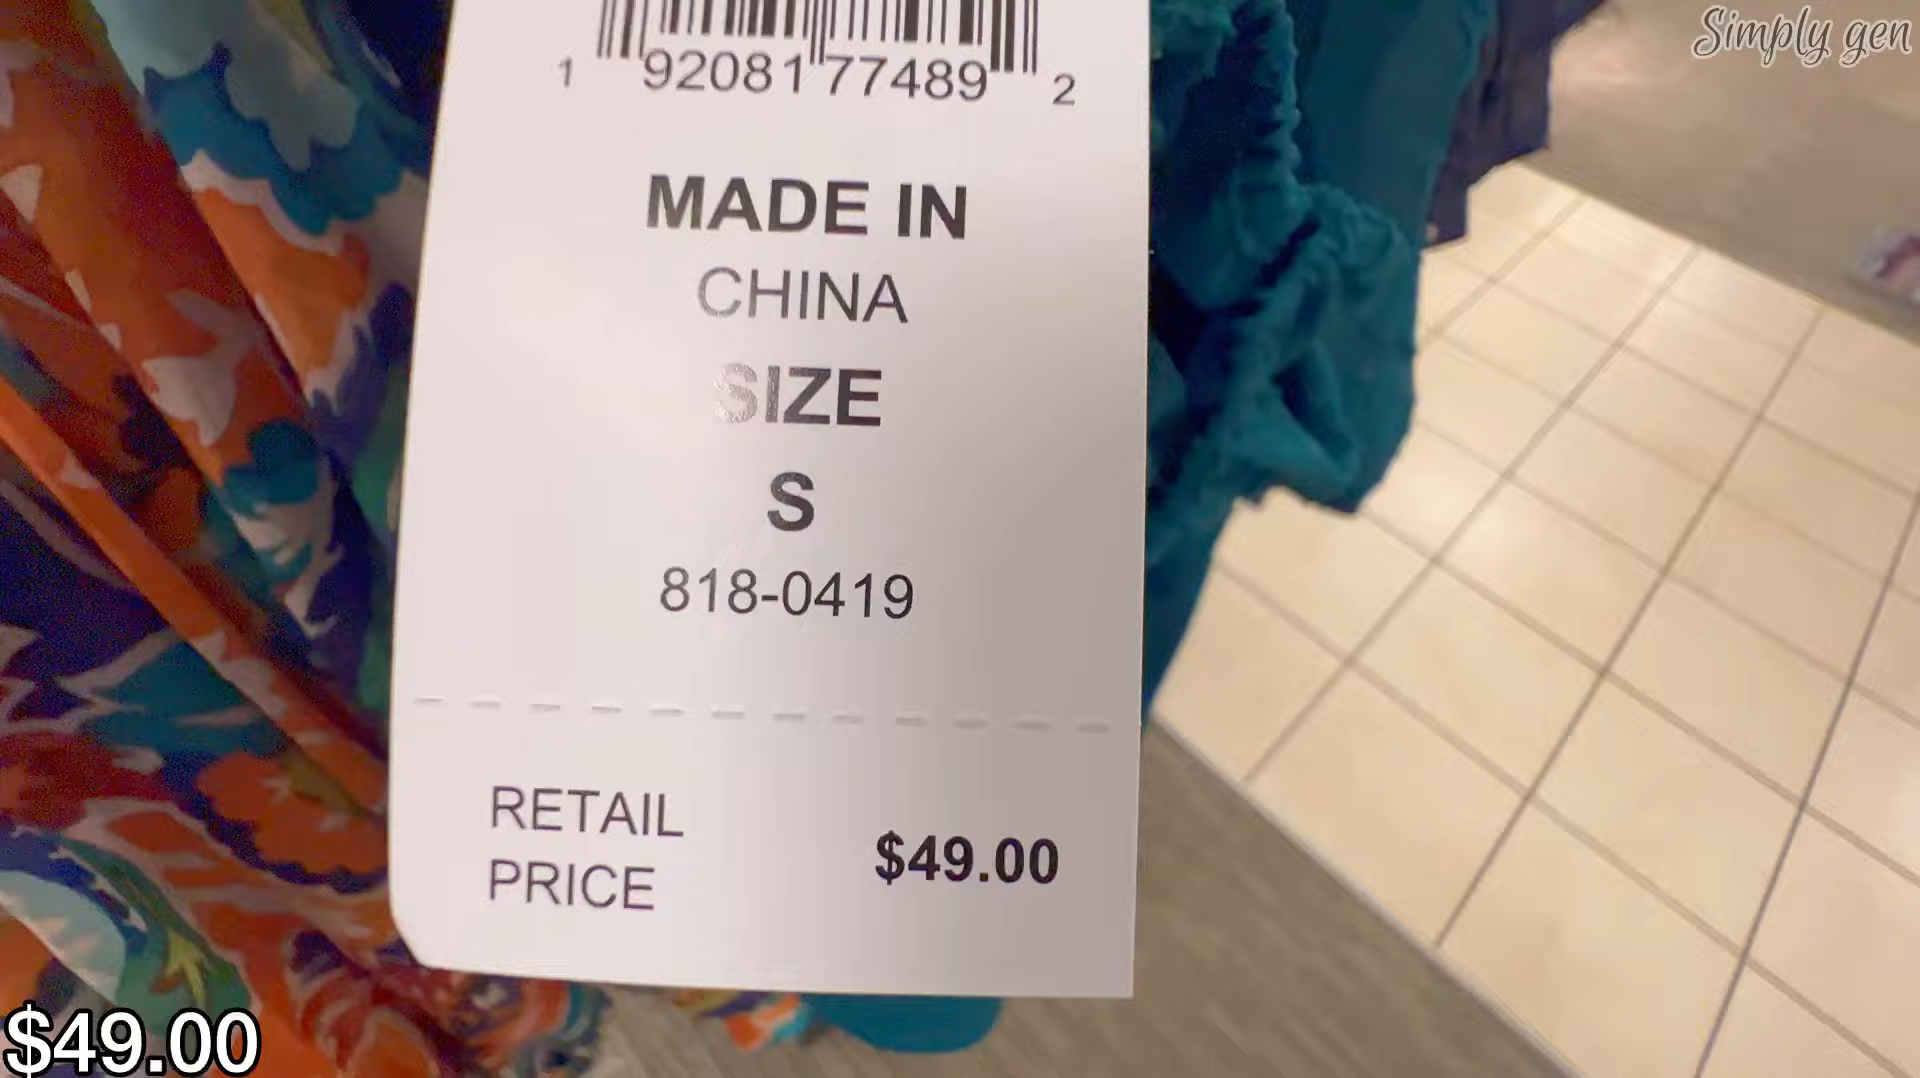 Simply gen
1 92081 77489 2
MADE IN
CHINA
SIZE
S
818-0419
RETAIL
PRICE
$49.00
$49.00